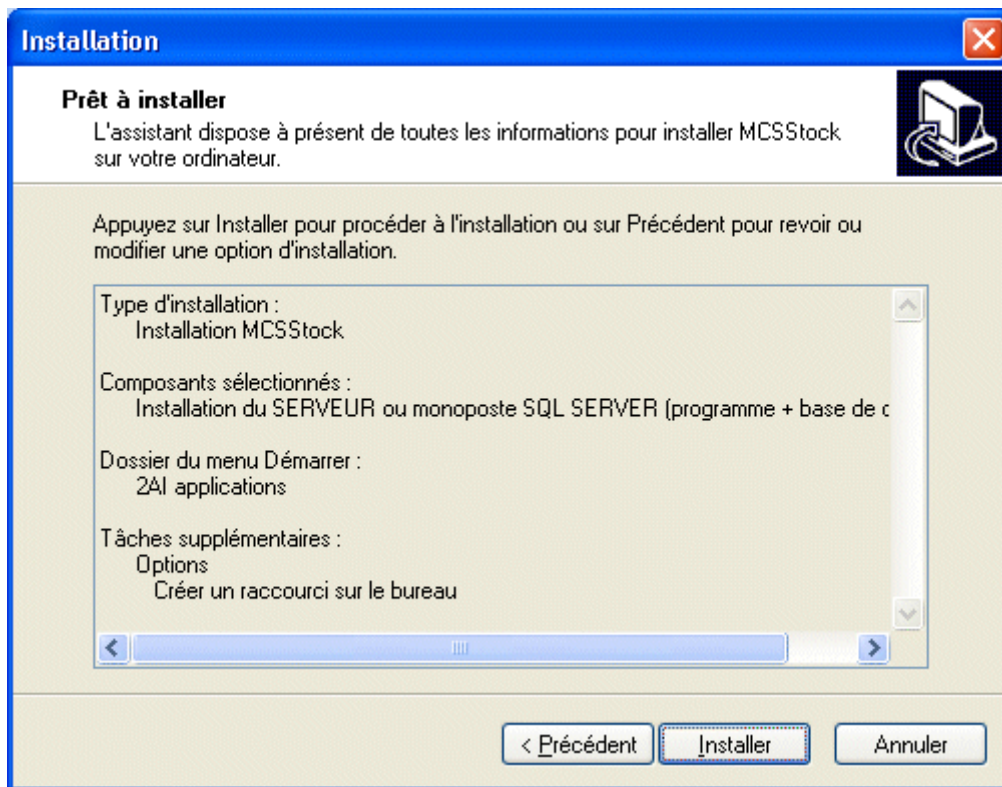 Installation
Prêt à installer
L'assistant dispose à présent de toutes les informations pour installer MCSStock
sur votre ordinateur.
Appuyez sur Installer pour procéder à l'installation ou sur Précédent pour revoir ou
modifier une option d'installation.
Type d'installation :
Installation MCSStock
Composants sélectionnés :
Installation du SERVEUR ou monoposte SQL SERVER (programme + base de
Dossier du menu Démarrer :
2AI applications
Tâches supplémentaires :
Options
Créer un raccourci sur le bureau
< Précédent
Installer
Annuler